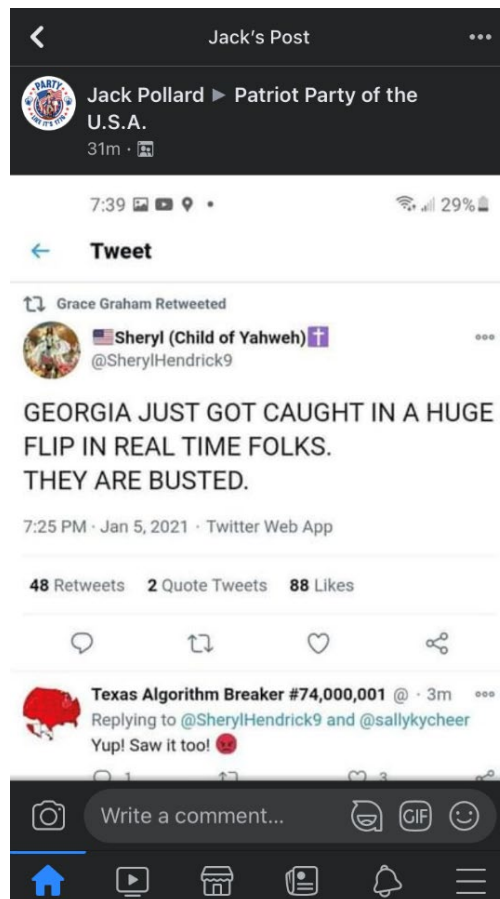 Jack's Post
Jack Pollard ▶ Patriot Party of the
U.S.A.
31m ·
7:39 29%
Tweet
Grace Graham Retweeted
Sheryl (Child of Yahweh)
@SherylHendrick9
GEORGIA JUST GOT CAUGHT IN A HUGE
FLIP IN REAL TIME FOLKS.
THEY ARE BUSTED.
7:25 PM · Jan 5, 2021 · Twitter Web App
48 Retweets 2 Quote Tweets 88 Likes
Texas Algorithm Breaker #74,000,001 @ · 3m
Replying to @SherylHendrick9 and @sallykycheer
Yup! Saw it too!
1 3
Write a comment...
GIF